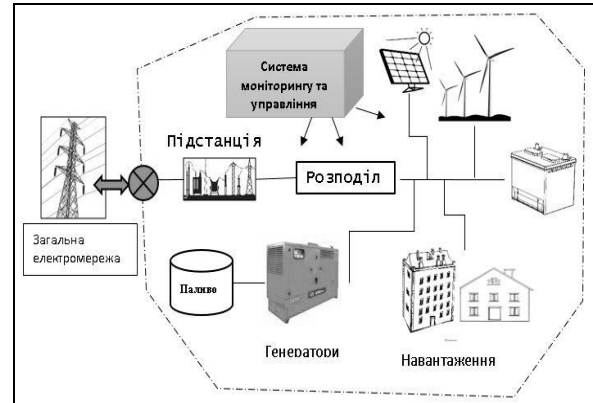 Система
моніторингу та
управління
Підстанція
Розподіл
Загальна
електромережа
Паливо
Генератори
Навантаження